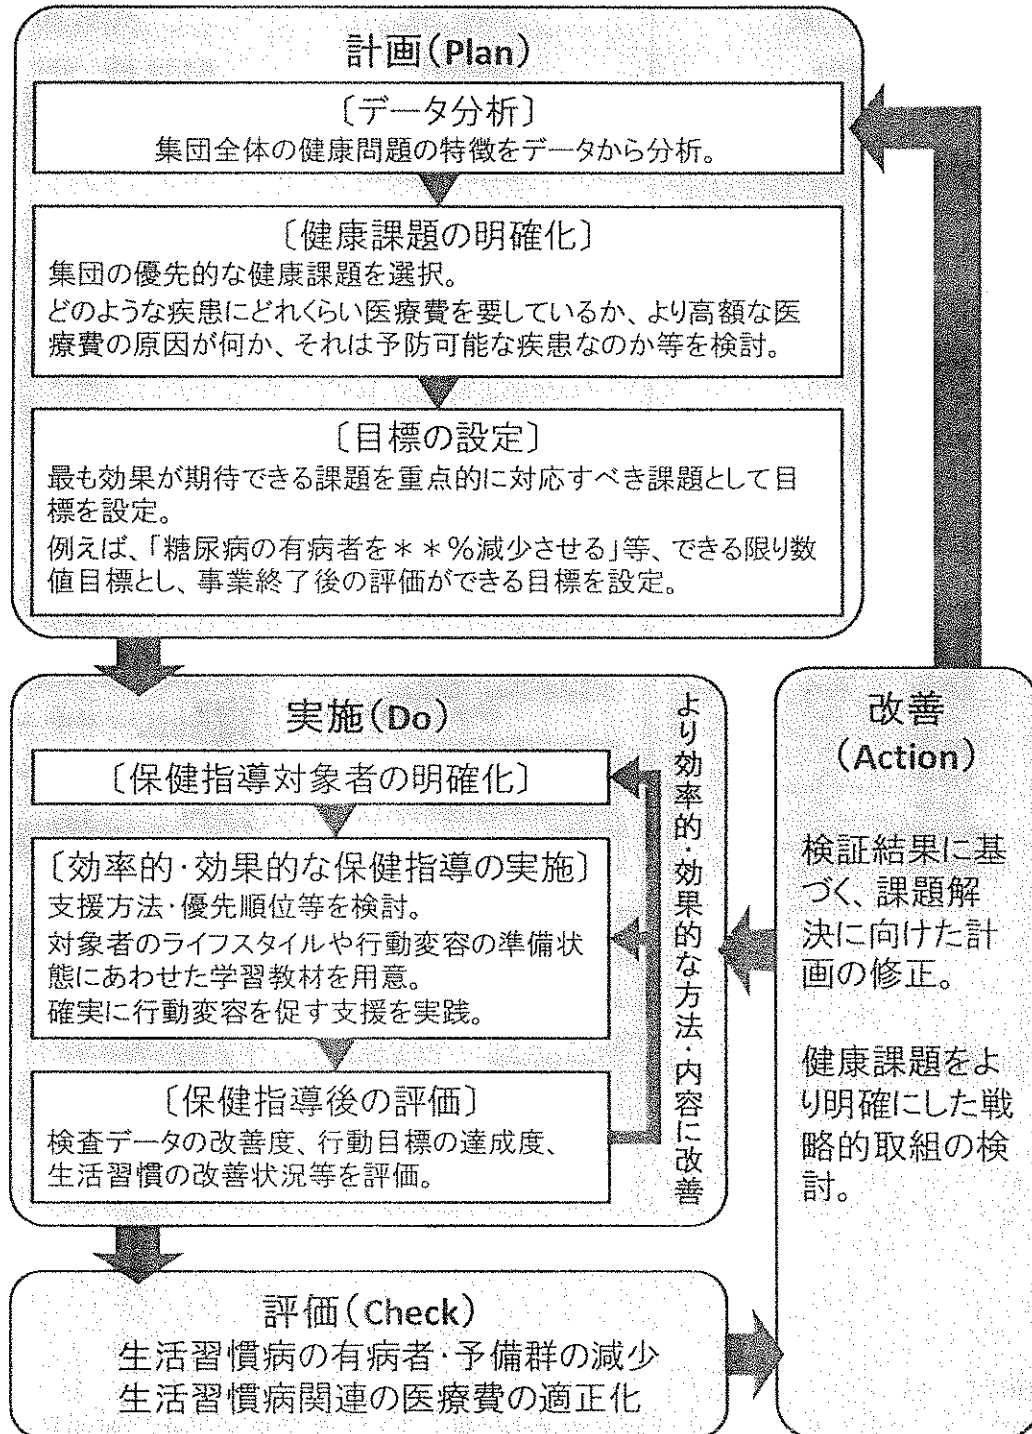 計画(Plan)
〔データ分析〕
集団全体の健康問題の特徴をデータから分析。
〔健康課題の明確化〕
集団の優先的な健康課題を選択。
どのような疾患にどれくらい医療費を要しているか、より高額な医
療費の原因が何か、それは予防可能な疾患なのか等を検討。
〔目標の設定〕
最も効果が期待できる課題を重点的に対応すべき課題として目
標を設定。
例えば、「糖尿病の有病者を＊＊%減少させる」等、できる限り数
値目標とし、事業終了後の評価ができる目標を設定。
実施(Do)
〔保健指導対象者の明確化〕
〔効率的・効果的な保健指導の実施〕
支援方法・優先順位等を検討。
対象者のライフスタイルや行動変容の準備状
態にあわせた学習教材を用意。
確実に行動変容を促す支援を実践。
〔保健指導後の評価〕
検査データの改善度、行動目標の達成度、
生活習慣の改善状況等を評価。
より効率的・効果的な方法・内容に改善
改善
(Action)
検証結果に基
づく、課題解
決に向けた計
画の修正。
健康課題をよ
り明確にした戦
略的取組の検
討。
評価(Check)
生活習慣病の有病者・予備群の減少
生活習慣病関連の医療費の適正化